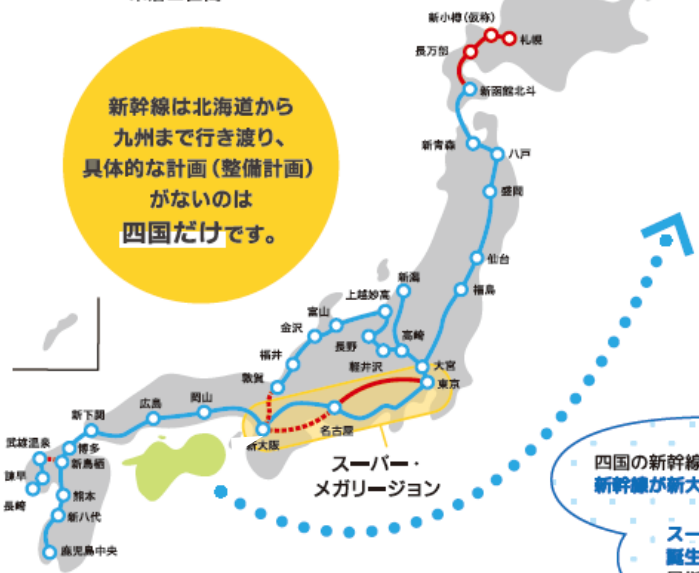 新幹線は北海道から
九州まで行き渡り、
具体的な計画（整備計画）
がないのは
四国だけです。
新小樽（仮称）
札幌
長万部
新函館北斗
新青森
八戸
盛岡
仙台
福島
新潟
上越妙高
富山
金沢
長野
高崎
福井
軽井沢
大宮
敦賀
東京
岡山
広島
新下関
名古屋
新大阪
武雄温泉
博多
新鳥栖
諫早
長崎
熊本
新八代
鹿児島中央
スーパー・
メガリージョン
四国の新幹線
新幹線が新大
スー
誕生